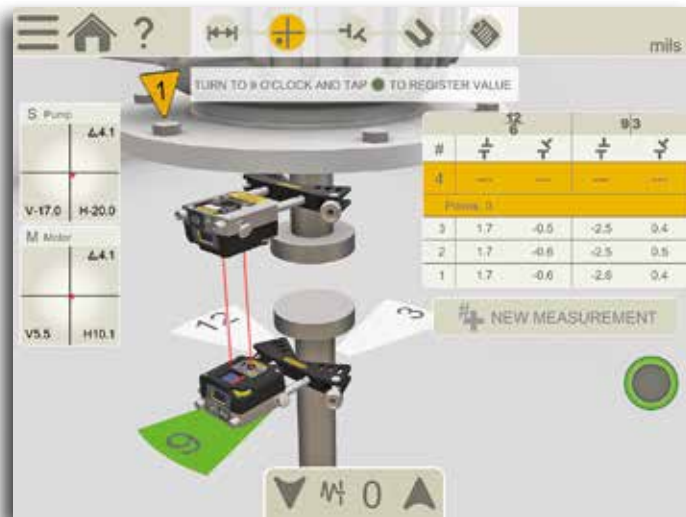 ?
mils
TURN TO 9 O'CLOCK AND TAP TO REGISTER VALUE
1
S Pump
4.1
V-17.0 H-20.0
M Motor
4.1
V5.5 H10.1
12
6
9 3
#
4 --- --- --- ---
Points: 0
3 1.7 -0.5 -2.5 0.4
2 1.7 -0.6 -2.5 0.5
1 1.7 -0.6 -2.6 0.4
# NEW MEASUREMENT
12
3
9
0